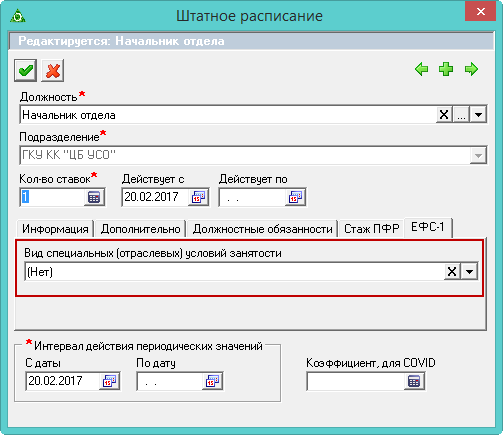 Штатное расписание
Редактируется: Начальник отдела
Должность*
Начальник отдела
Подразделение*
ГКУ КК "ЦБ УСО"
Кол-во ставок* Действует с Действует по
1 20.02.2017 . .
Информация Дополнительно Должностные обязанности Стаж ПФР ЕФС-1
Вид специальных (отраслевых) условий занятости
(Нет)
* Интервал действия периодических значений
С даты По дату Коэффициент, для COVID
20.02.2017 . .